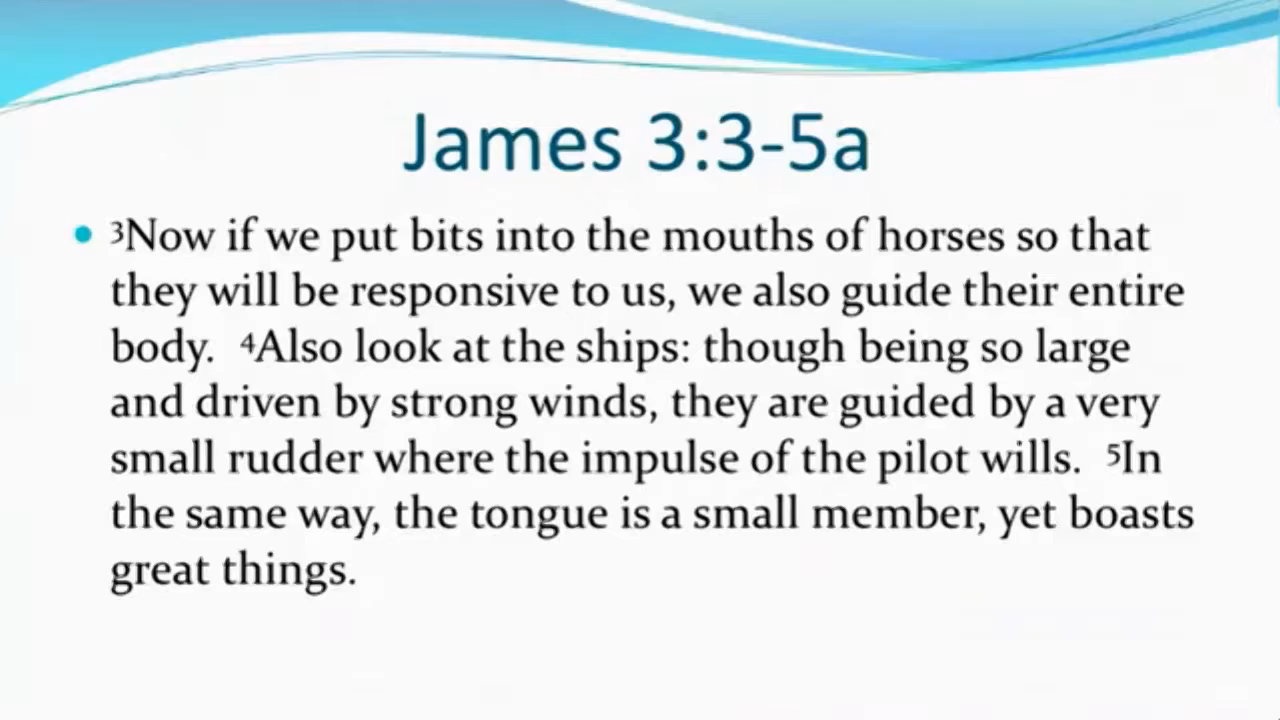 James 3:3-5a
• ³Now if we put bits into the mouths of horses so that
they will be responsive to us, we also guide their entire
body. ⁴Also look at the ships: though being so large
and driven by strong winds, they are guided by a very
small rudder where the impulse of the pilot wills. ⁵In
the same way, the tongue is a small member, yet boasts
great things.